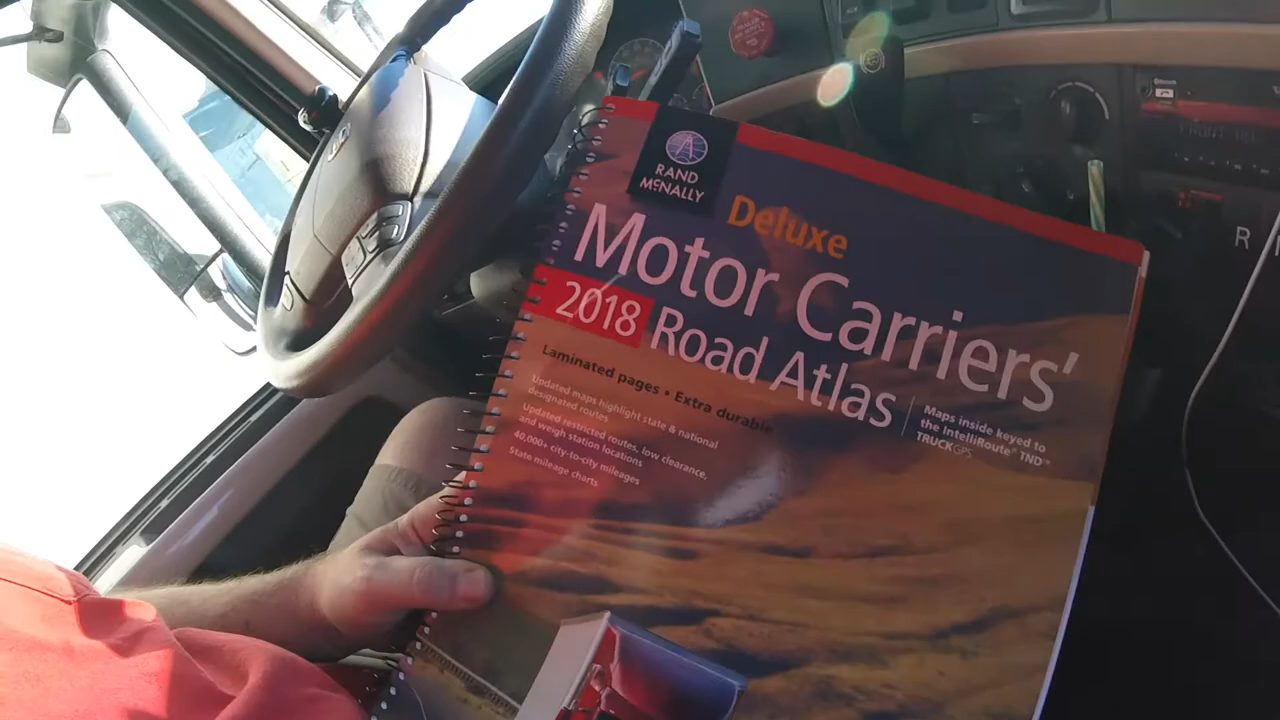 RAND
McNALLY
Deluxe
Motor Carriers'
2018 Road Atlas
Laminated pages • Extra durable
Updated maps highlight state & national
designated routes
Updated restricted routes, low clearance,
and weigh station locations
40,000+ city-to-city mileages
State mileage charts
Maps inside keyed to
the IntelliRoute® TND™
TRUCKGPS
R